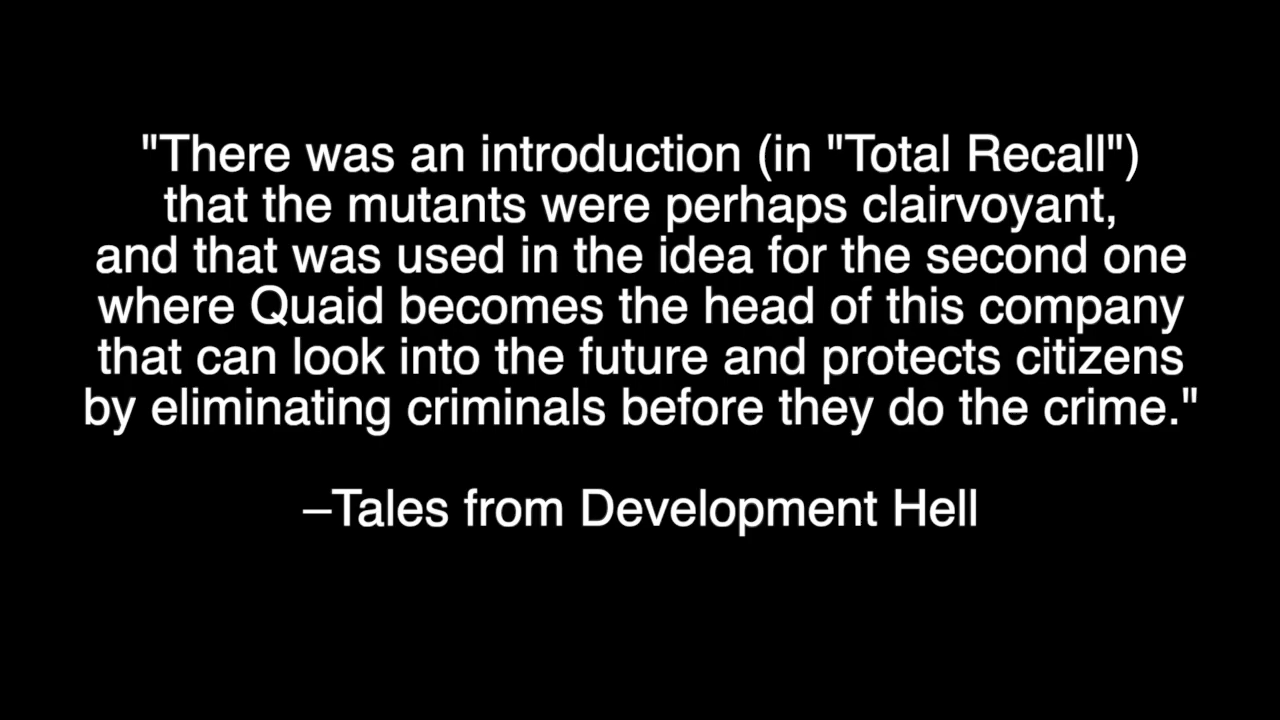 "There was an introduction (in "Total Recall")
that the mutants were perhaps clairvoyant,
and that was used in the idea for the second one
where Quaid becomes the head of this company
that can look into the future and protects citizens
by eliminating criminals before they do the crime."
–Tales from Development Hell